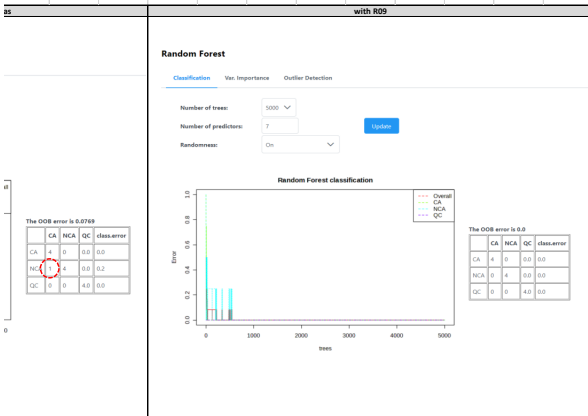 as
with R09
Random Forest
Classification Var. Importance Outlier Detection
Number of trees: 5000
Number of predictors: 7
Update
Randomness: On
Random Forest classification
Overall
CA
NCA
QC
Error
0.0 0.2 0.4 0.6 0.8 1.0
0 1000 2000 3000 4000 5000
trees
The OOB error is 0.0769
CA NCA QC class.error
CA 4 0 0.0 0.0
NCA 1 4 0.0 0.2
QC 0 0 4.0 0.0
0
The OOB error is 0.0
CA NCA QC class.error
CA 4 0 0.0 0.0
NCA 0 4 0.0 0.0
QC 0 0 4.0 0.0